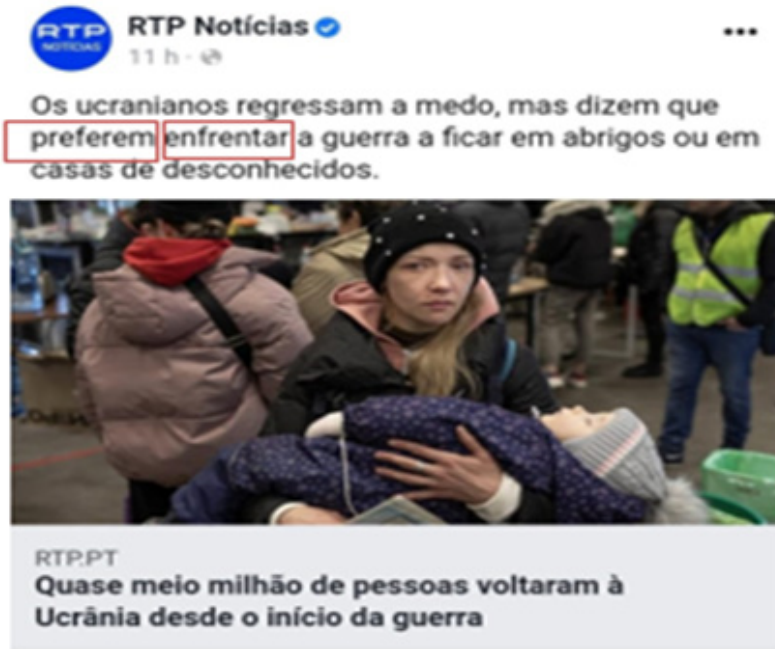 RTP
NOTÍCIAS
RTP Notícias
11 h
Os ucranianos regressam a medo, mas dizem que
preferem enfrentar a guerra a ficar em abrigos ou em
casas de desconhecidos.
RTP.PT
Quase meio milhão de pessoas voltaram à
Ucrânia desde o início da guerra